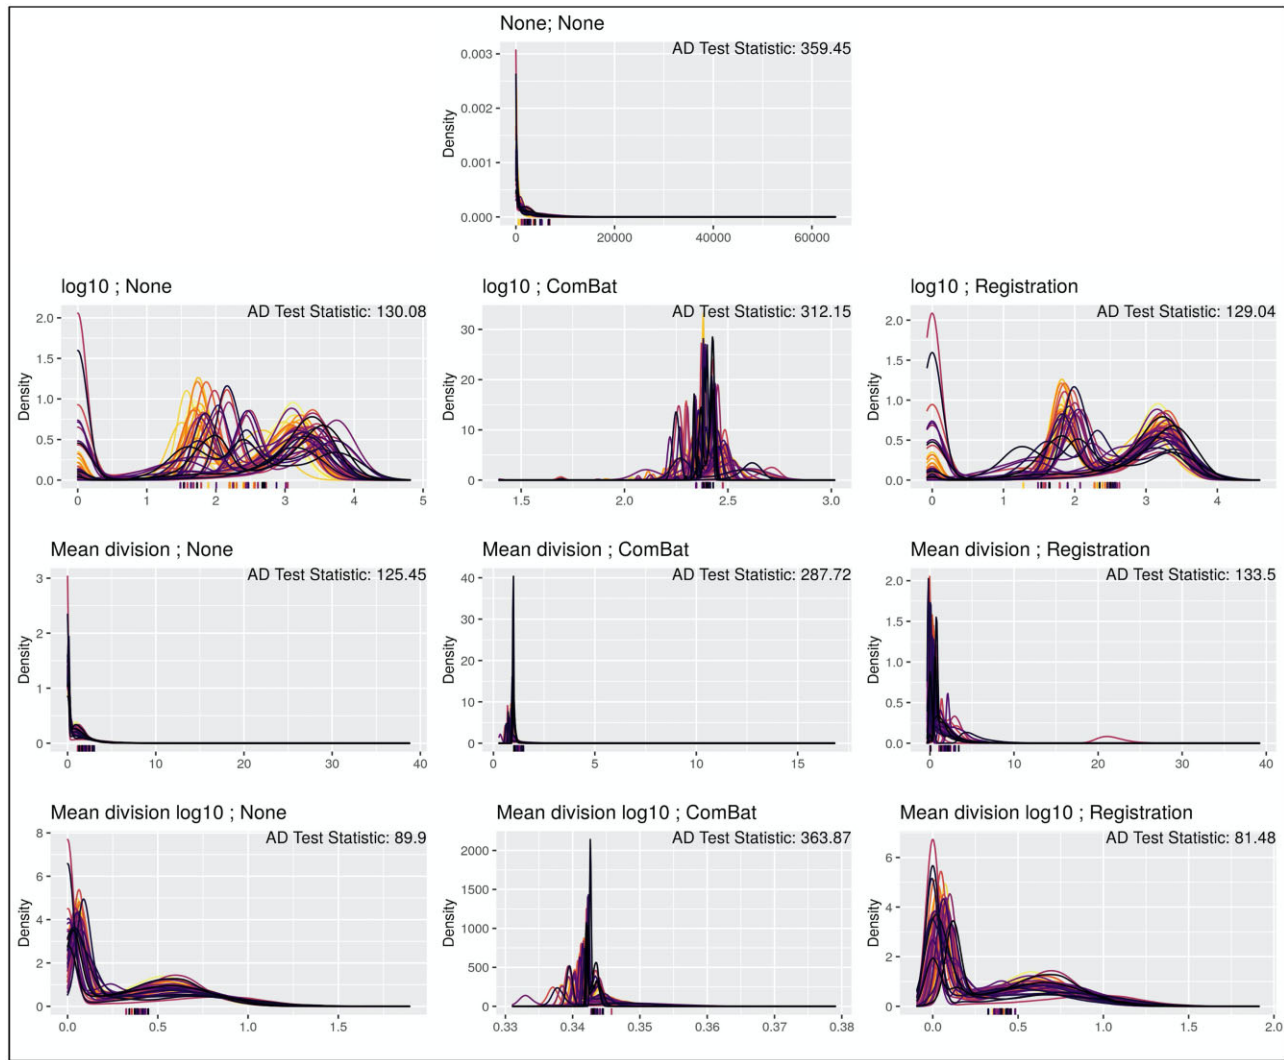 None; None
AD Test Statistic: 359.45
Density
0.003
0.002
0.001
0.000
0 20000 40000 60000
log10 ; None
AD Test Statistic: 130.08
Density
2.0
1.5
1.0
0.5
0.0
0 1 2 3 4 5
log10 ; ComBat
AD Test Statistic: 312.15
Density
30
20
10
0
1.5 2.0 2.5 3.0
log10 ; Registration
AD Test Statistic: 129.04
Density
2.0
1.5
1.0
0.5
0.0
0 1 2 3 4
Mean division ; None
AD Test Statistic: 125.45
Density
3
2
1
0
0 10 20 30 40
Mean division ; ComBat
AD Test Statistic: 287.72
Density
40
30
20
10
0
0 5 10 15
Mean division ; Registration
AD Test Statistic: 133.5
Density
2.0
1.5
1.0
0.5
0.0
0 10 20 30 40
Mean division log10 ; None
AD Test Statistic: 89.9
Density
8
6
4
2
0
0.0 0.5 1.0 1.5
Mean division log10 ; ComBat
AD Test Statistic: 363.87
Density
2000
1500
1000
500
0
0.33 0.34 0.35 0.36 0.37 0.38
Mean division log10 ; Registration
AD Test Statistic: 81.48
Density
6
4
2
0
0.0 0.5 1.0 1.5 2.0